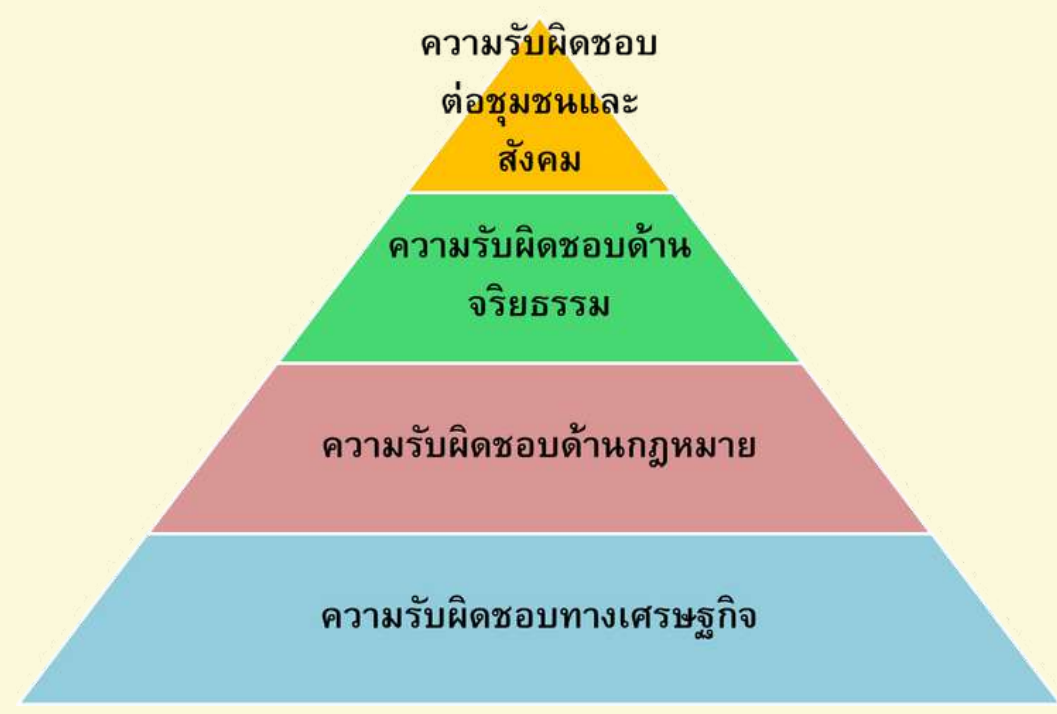 ความรับผิดชอบ
ต่อชุมชนและ
สังคม
ความรับผิดชอบด้าน
จริยธรรม
ความรับผิดชอบด้านกฎหมาย
ความรับผิดชอบทางเศรษฐกิจ